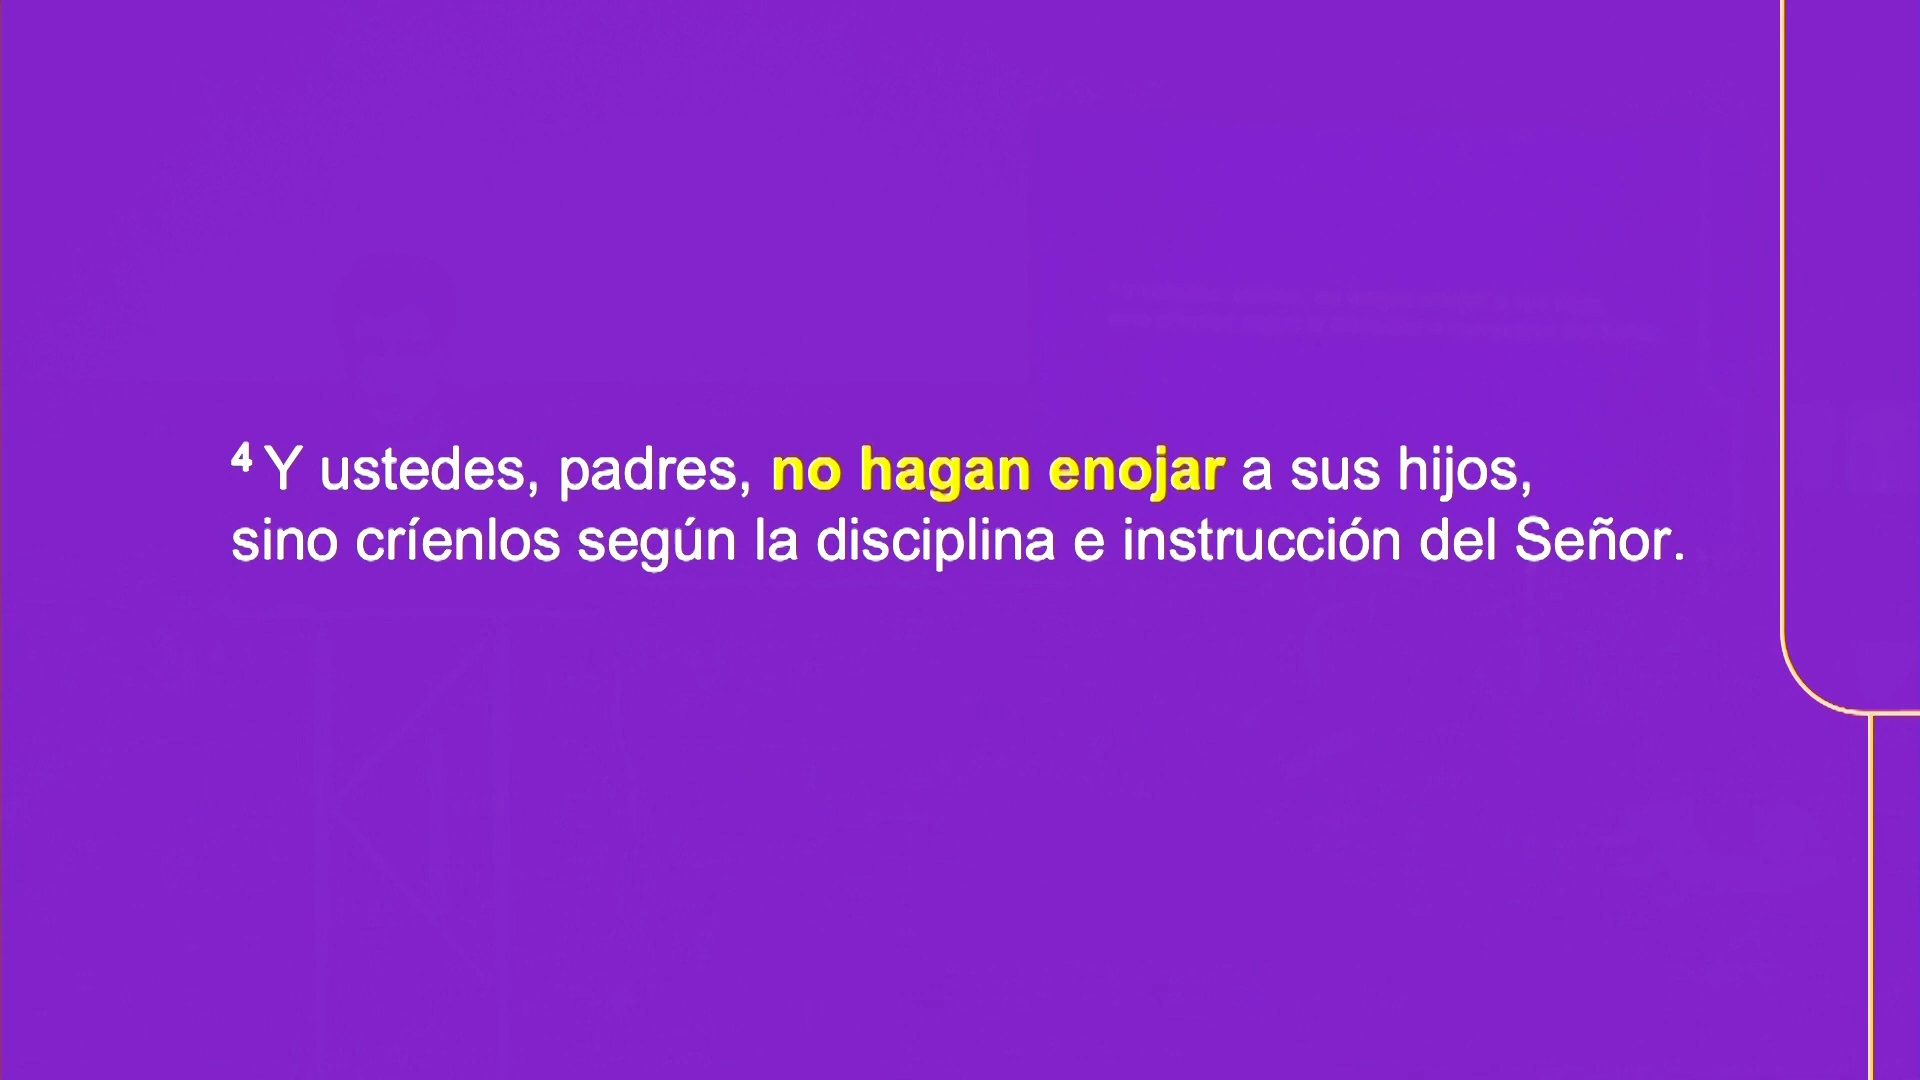 4 Y ustedes, padres, no hagan enojar a sus hijos,
sino críenlos según la disciplina e instrucción del Señor.